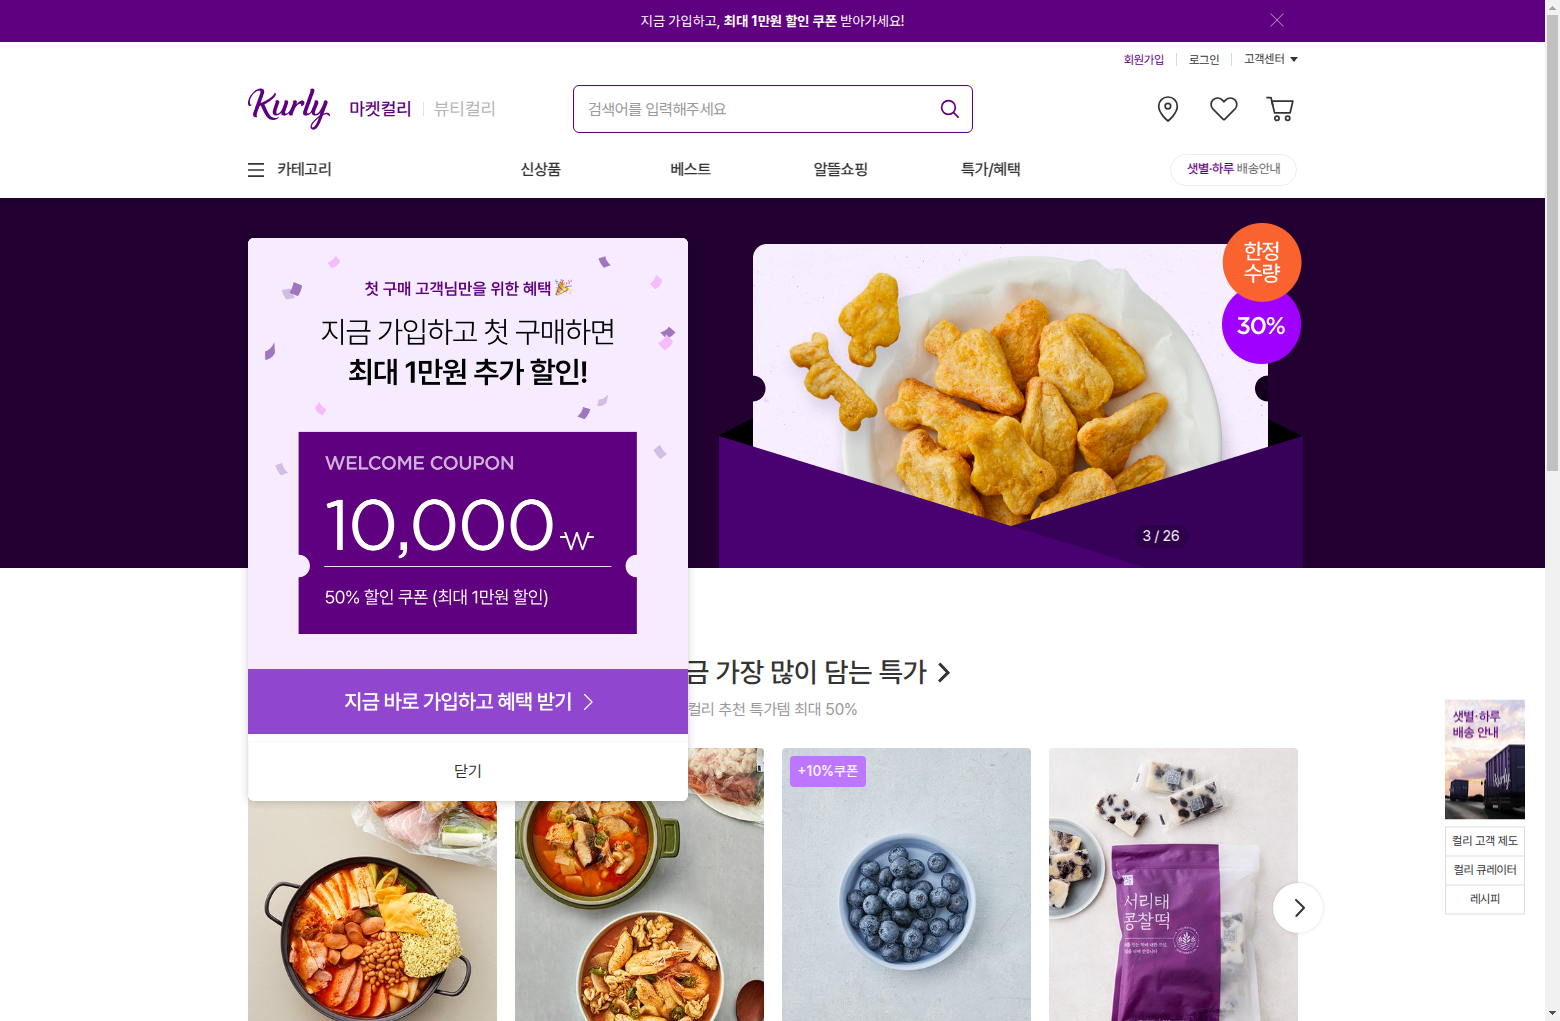 지금 가입하고, 최대 1만원 할인 쿠폰 받아가세요!
회원가입
로그인
고객센터
Kurly
마켓컬리
뷰티컬리
검색어를 입력해주세요
카테고리
신상품
베스트
알뜰쇼핑
특가/혜택
샛별·하루 배송안내
첫 구매 고객님만을 위한 혜택
지금 가입하고 첫 구매하면
최대 1만원 추가 할인!
WELCOME COUPON
10,000₩
50% 할인 쿠폰 (최대 1만원 할인)
지금 바로 가입하고 혜택 받기
닫기
한정
수량
30%
3 / 26
금 가장 많이 담는 특가
컬리 추천 특가템 최대 50%
+10%쿠폰
서리태
콩찰떡
샛별·하루
배송 안내
Kurly
컬리 고객 제도
컬리 큐레이터
레시피